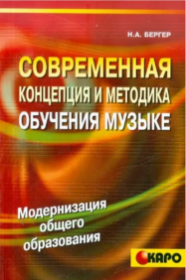 Н.А. БЕРГЕР
СОВРЕМЕННАЯ
КОНЦЕПЦИЯ И МЕТОДИКА
ОБУЧЕНИЯ МУЗЫКЕ
Модернизация
общего
образования
КАРО